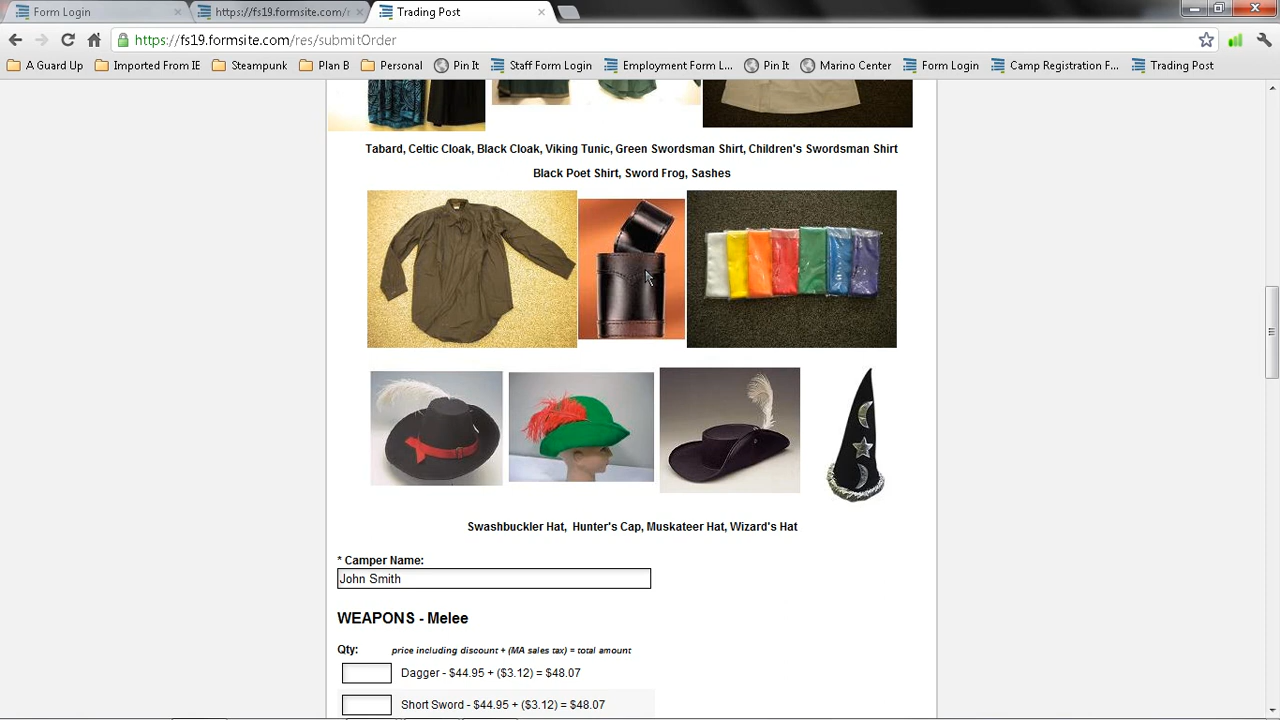 Form Login
https://fs19.formsite.com/r
Trading Post
https://fs19.formsite.com/res/submitOrder
A Guard Up
Imported From IE
Steampunk
Plan B
Personal
Pin It
Staff Form Login
Employment Form L...
Pin It
Marino Center
Form Login
Camp Registration F...
Trading Post
Tabard, Celtic Cloak, Black Cloak, Viking Tunic, Green Swordsman Shirt, Children's Swordsman Shirt
Black Poet Shirt, Sword Frog, Sashes
Swashbuckler Hat, Hunter's Cap, Muskateer Hat, Wizard's Hat
* Camper Name:
John Smith
WEAPONS - Melee
Qty: price including discount + (MA sales tax) = total amount
Dagger - $44.95 + ($3.12) = $48.07
Short Sword - $44.95 + ($3.12) = $48.07